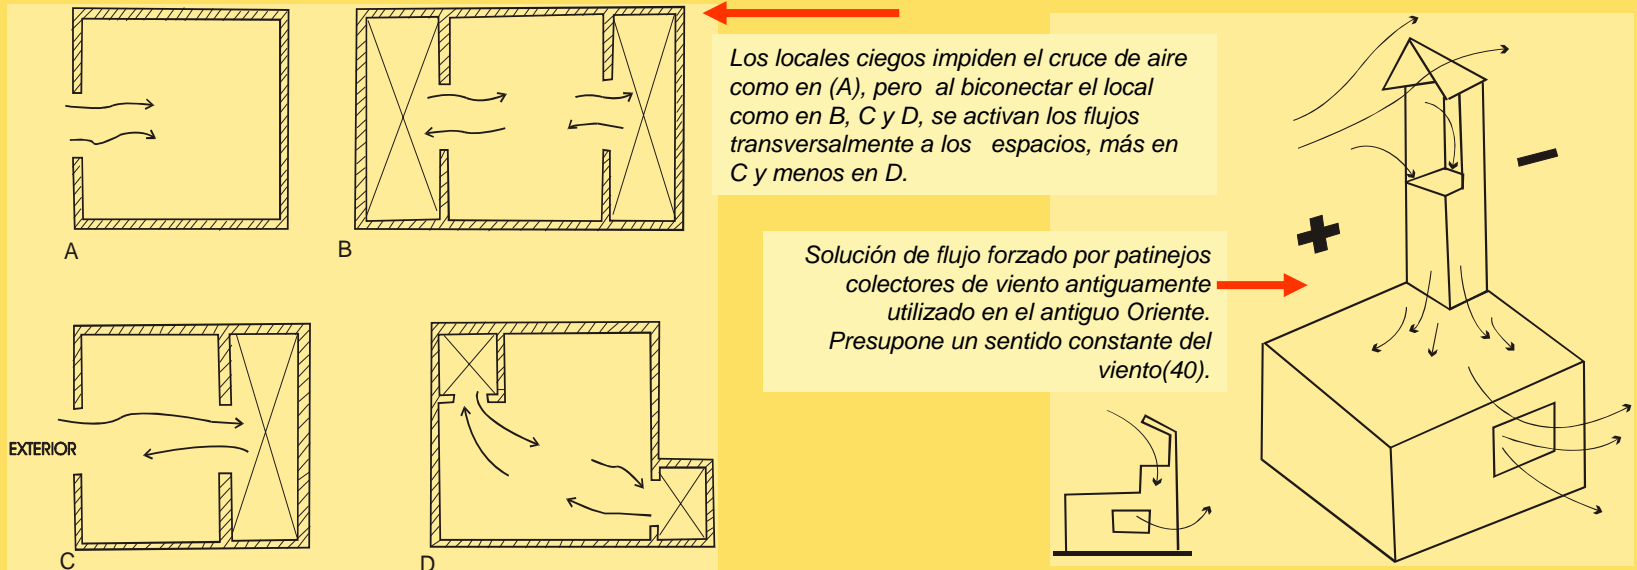 Los locales ciegos impiden el cruce de aire
como en (A), pero al biconectar el local
como en B, C y D, se activan los flujos
transversalmente a los espacios, más en
C y menos en D.
A
B
Solución de flujo forzado por patinejos
colectores de viento antiguamente
utilizado en el antiguo Oriente.
Presupone un sentido constante del
viento(40).
EXTERIOR
C
D
+
-